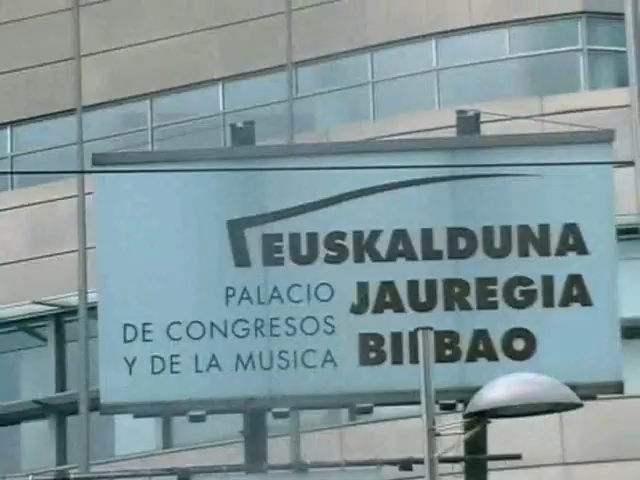 EUSKALDUNA
PALACIO JAUREGIA
DE CONGRESOS
Y DE LA MUSICA BILBAO